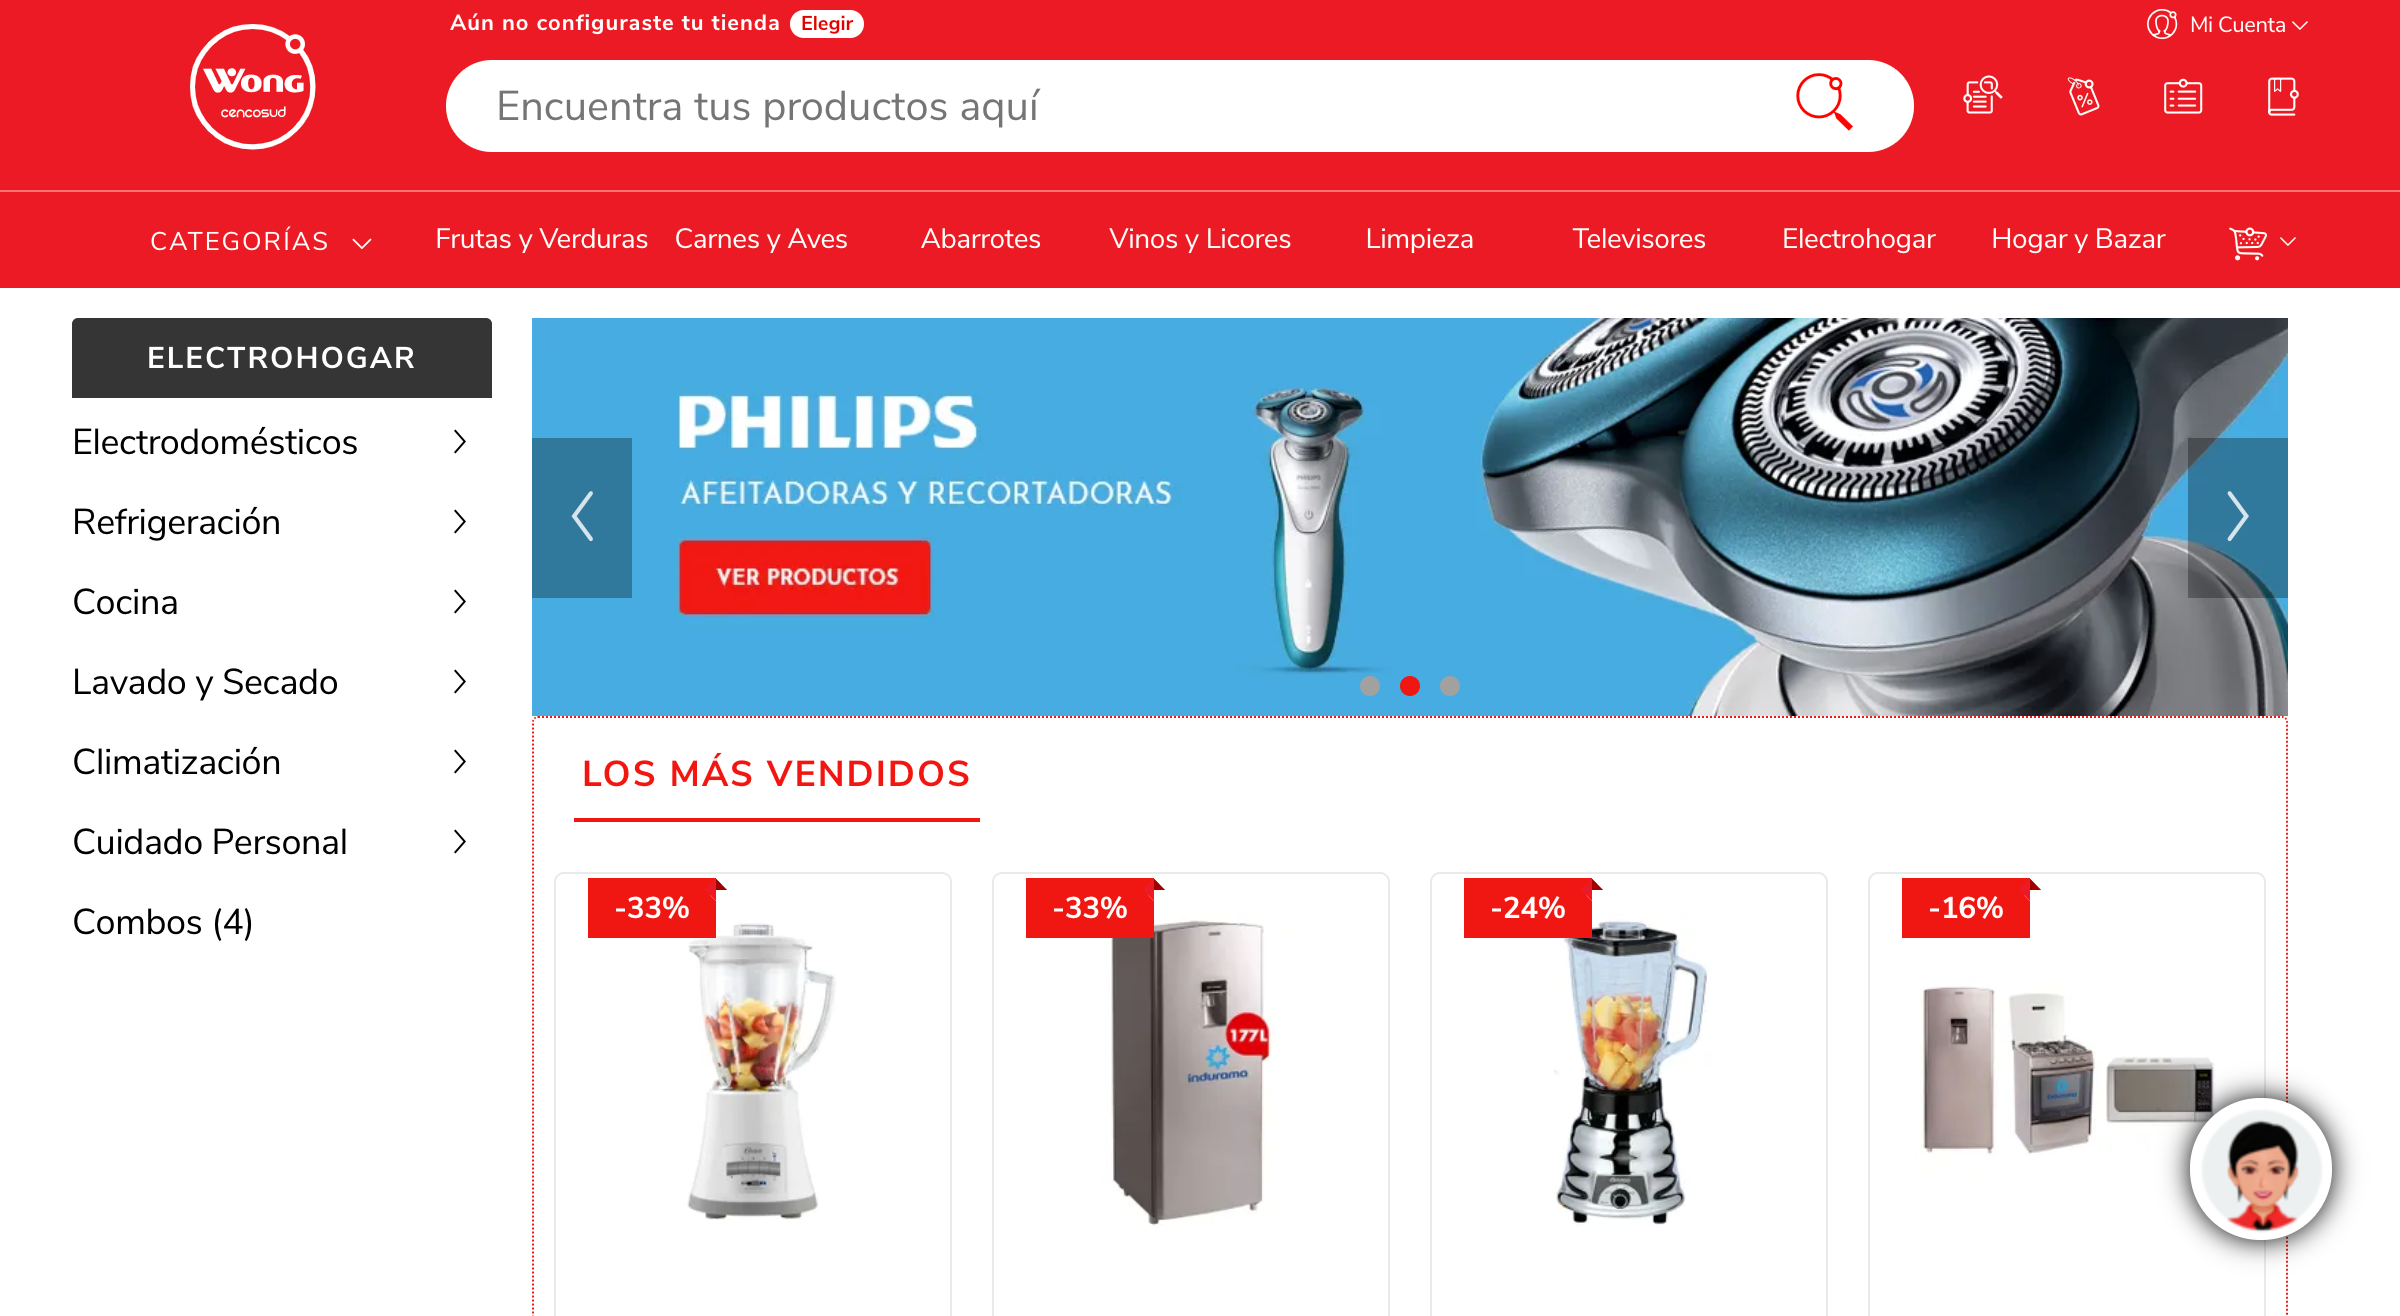 Aún no configuraste tu tienda Elegir
Mi Cuenta
Wong
cencosud
Encuentra tus productos aquí
CATEGORÍAS
Frutas y Verduras
Carnes y Aves
Abarrotes
Vinos y Licores
Limpieza
Televisores
Electrohogar
Hogar y Bazar
ELECTROHOGAR
Electrodomésticos
Refrigeración
Cocina
Lavado y Secado
Climatización
Cuidado Personal
Combos (4)
PHILIPS
AFEITADORAS Y RECORTADORAS
VER PRODUCTOS
PHILIPS
LOS MÁS VENDIDOS
-33%
-33%
177L
indurama
-24%
-16%
indurama